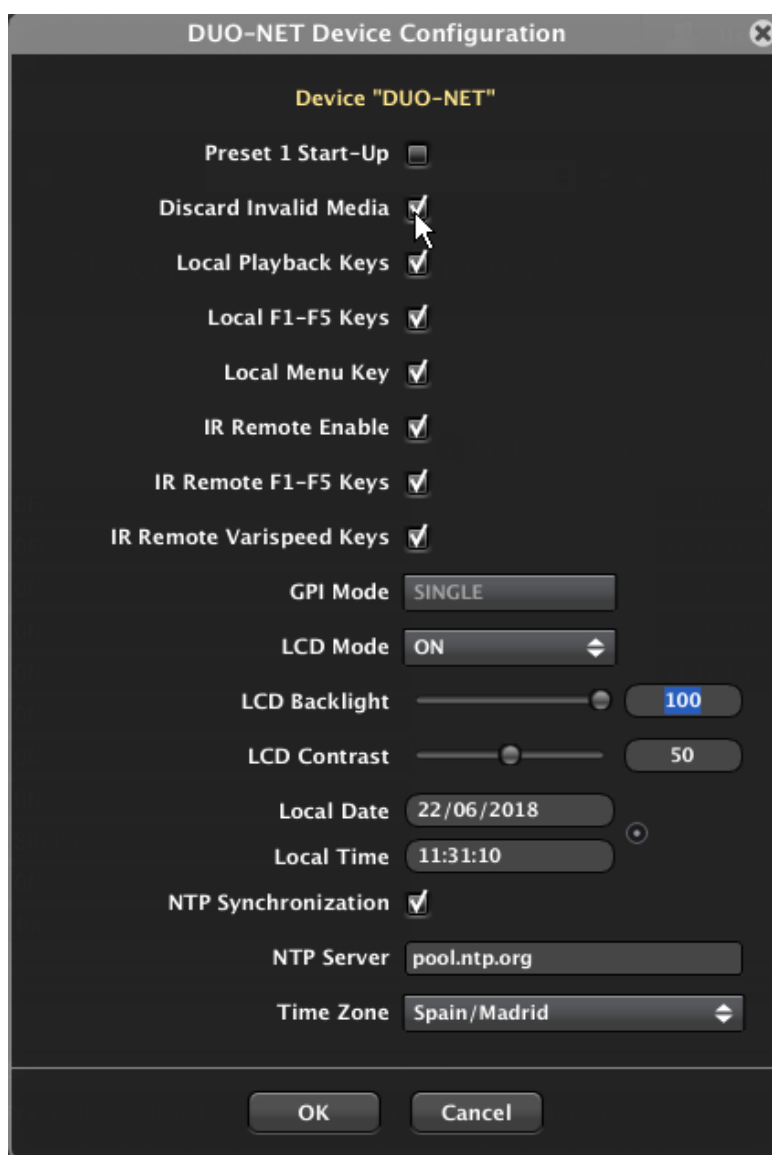 DUO-NET Device Configuration
Device "DUO-NET"
Preset 1 Start-Up
Discard Invalid Media
Local Playback Keys
Local F1-F5 Keys
Local Menu Key
IR Remote Enable
IR Remote F1-F5 Keys
IR Remote Varispeed Keys
GPI Mode SINGLE
LCD Mode ON
LCD Backlight 100
LCD Contrast 50
Local Date 22/06/2018
Local Time 11:31:10
NTP Synchronization
NTP Server pool.ntp.org
Time Zone Spain/Madrid
OK Cancel